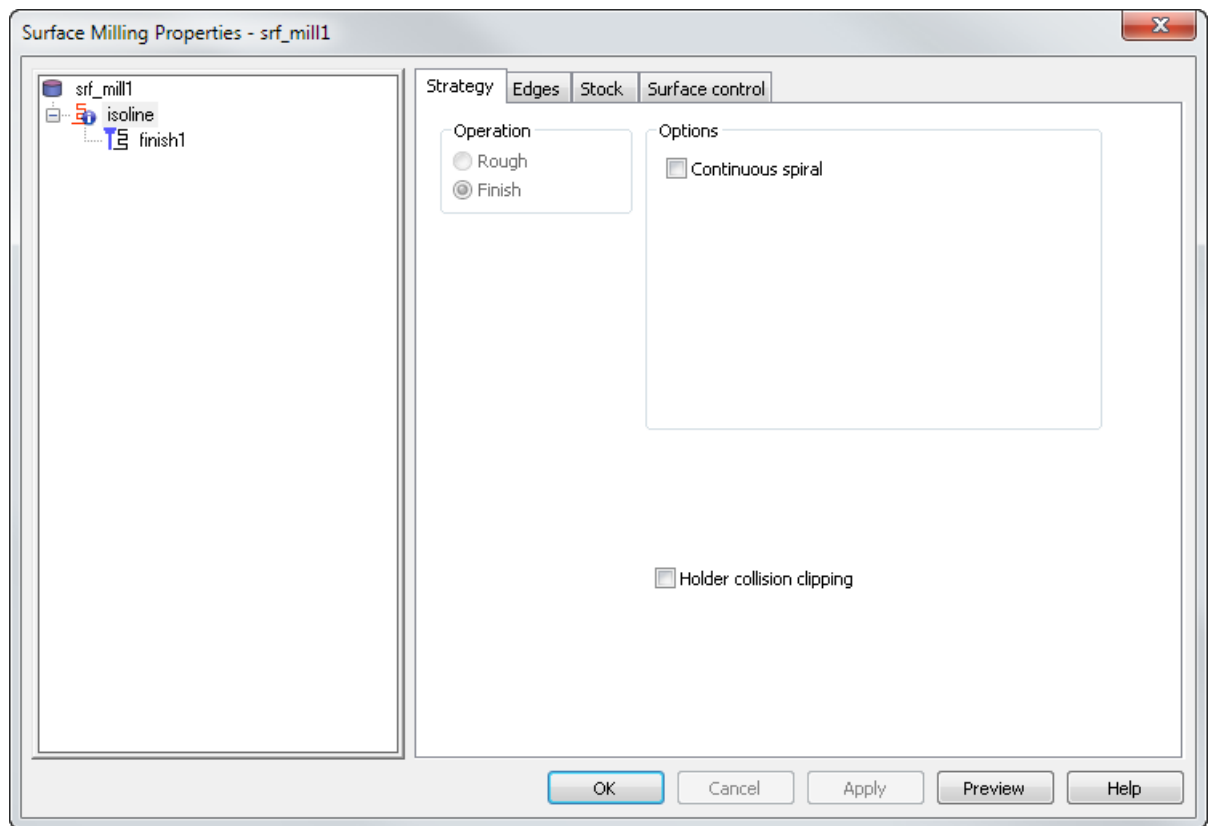 Surface Milling Properties - srf_mill1
srf_mill1
isoline
finish1
Strategy
Edges
Stock
Surface control
Operation
Rough
Finish
Options
Continuous spiral
Holder collision clipping
OK
Cancel
Apply
Preview
Help